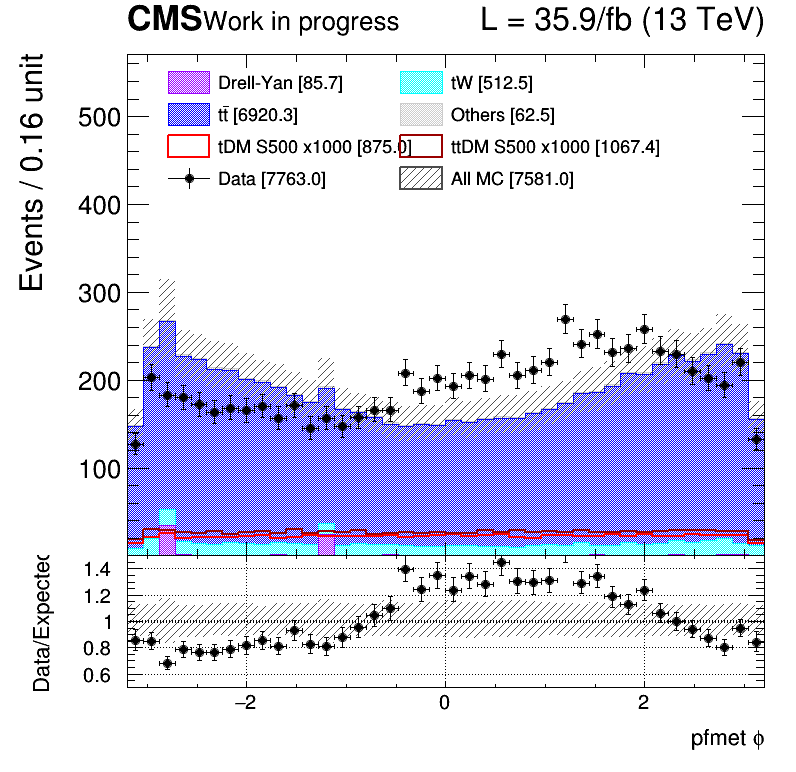 CMS Work in progress L = 35.9/fb (13 TeV)
Drell-Yan [85.7] tW [512.5]
tt̄ [6920.3] Others [62.5]
tDM S500 x1000 [875.0] ttDM S500 x1000 [1067.4]
Data [7763.0] All MC [7581.0]
Events / 0.16 unit
500
400
300
200
100
Data/Expected
1.4
1.2
1
0.8
0.6
−2 0 2
pfmet ϕ